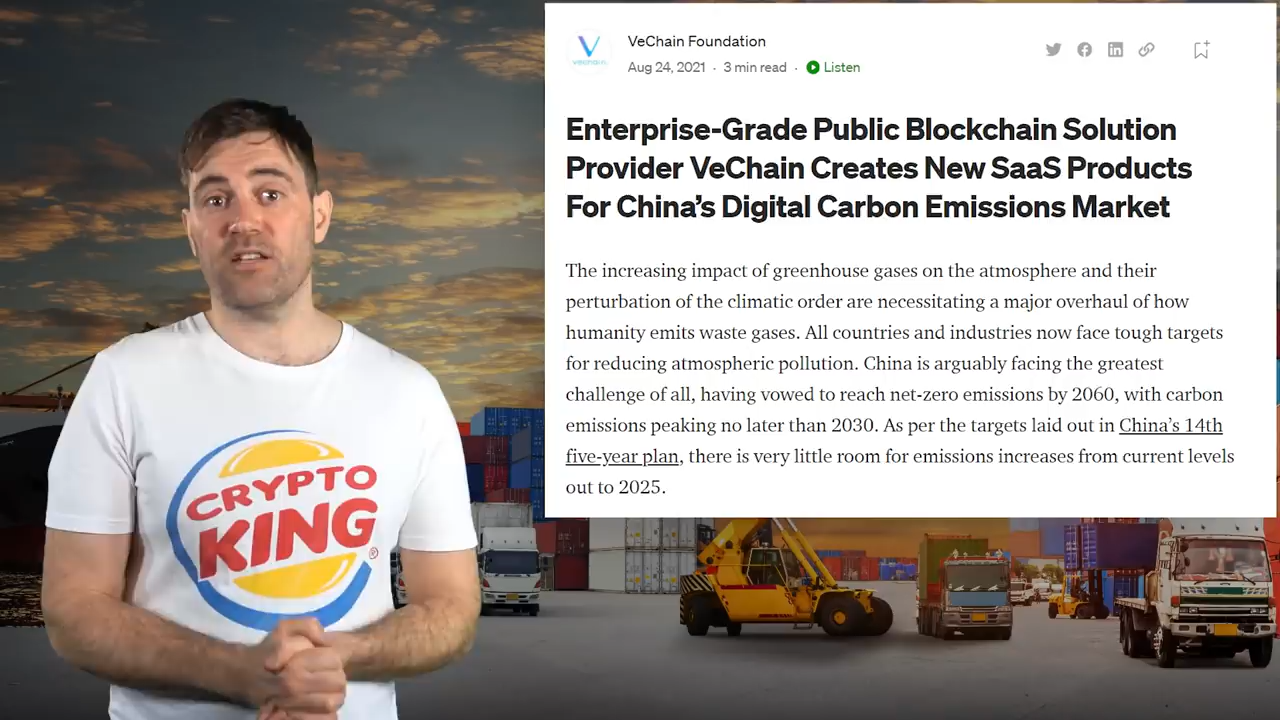 VeChain Foundation
vechain
Aug 24, 2021 · 3 min read · Listen
Enterprise-Grade Public Blockchain Solution
Provider VeChain Creates New SaaS Products
For China’s Digital Carbon Emissions Market
The increasing impact of greenhouse gases on the atmosphere and their
perturbation of the climatic order are necessitating a major overhaul of how
humanity emits waste gases. All countries and industries now face tough targets
for reducing atmospheric pollution. China is arguably facing the greatest
challenge of all, having vowed to reach net-zero emissions by 2060, with carbon
emissions peaking no later than 2030. As per the targets laid out in China’s 14th
five-year plan, there is very little room for emissions increases from current levels
out to 2025.
CRYPTO
KING®